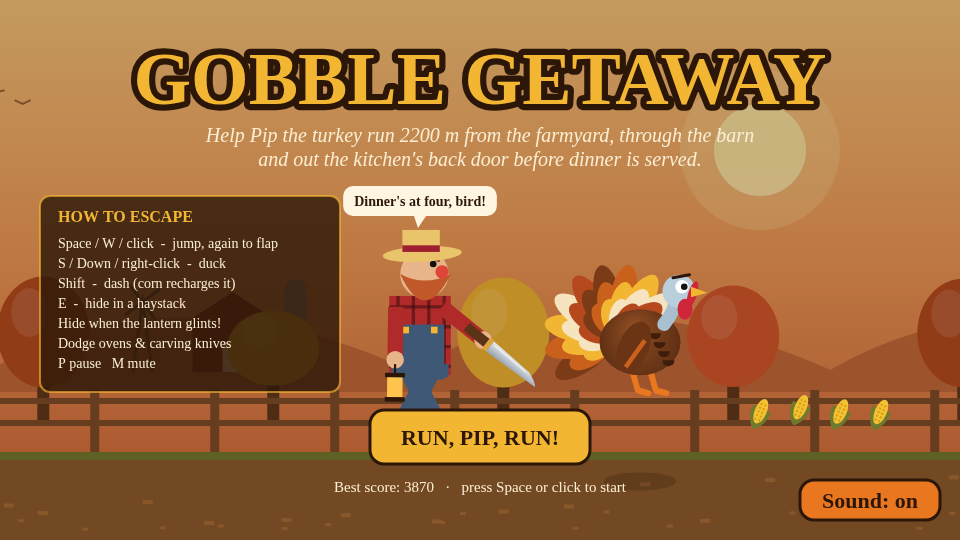 GOBBLE GETAWAY
Help Pip the turkey run 2200 m from the farmyard, through the barn
and out the kitchen's back door before dinner is served.
Dinner's at four, bird!
HOW TO ESCAPE
Space / W / click  -  jump, again to flap
S / Down / right-click  -  duck
Shift  -  dash (corn recharges it)
E  -  hide in a haystack
Hide when the lantern glints!
Dodge ovens & carving knives
P pause   M mute
RUN, PIP, RUN!
Best score: 3870   ·   press Space or click to start
Sound: on